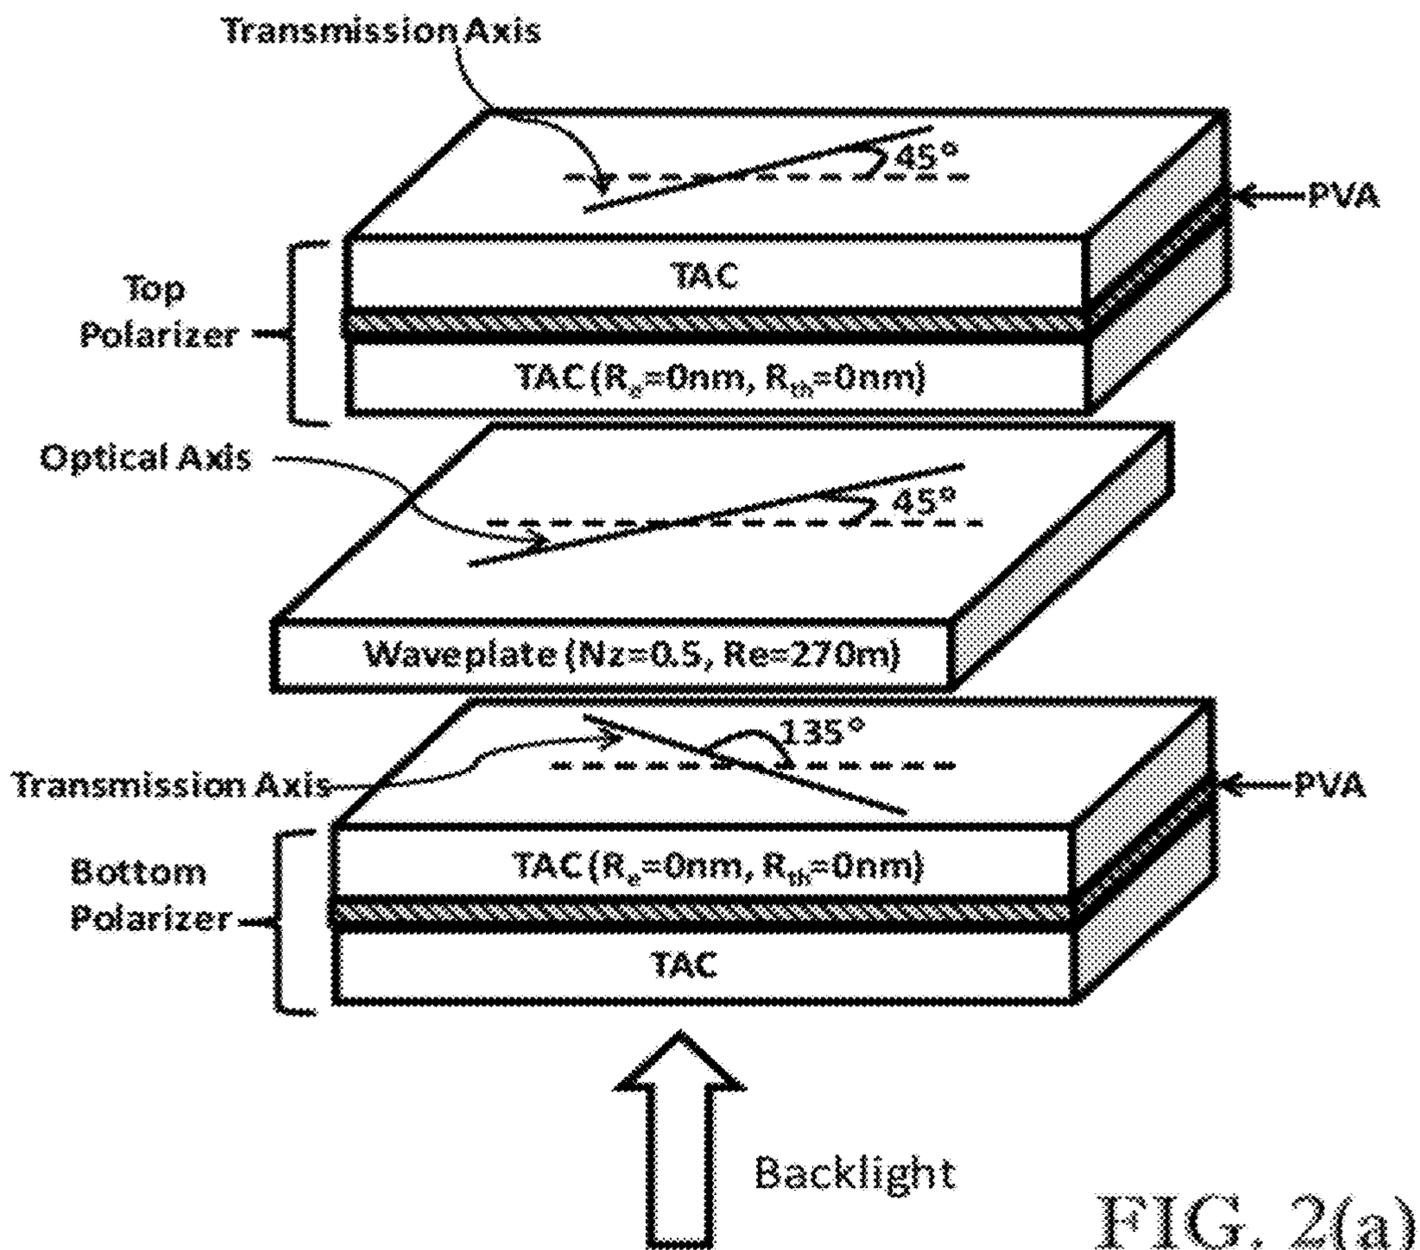 Transmission Axis
45°
PVA
TAC
Top
Polarizer
TAC (Re=0nm, Rth=0nm)
Optical Axis
45°
Waveplate (Nz=0.5, Re=270m)
135°
Transmission Axis
PVA
TAC (Re=0nm, Rth=0nm)
Bottom
Polarizer
TAC
Backlight
FIG. 2(a)